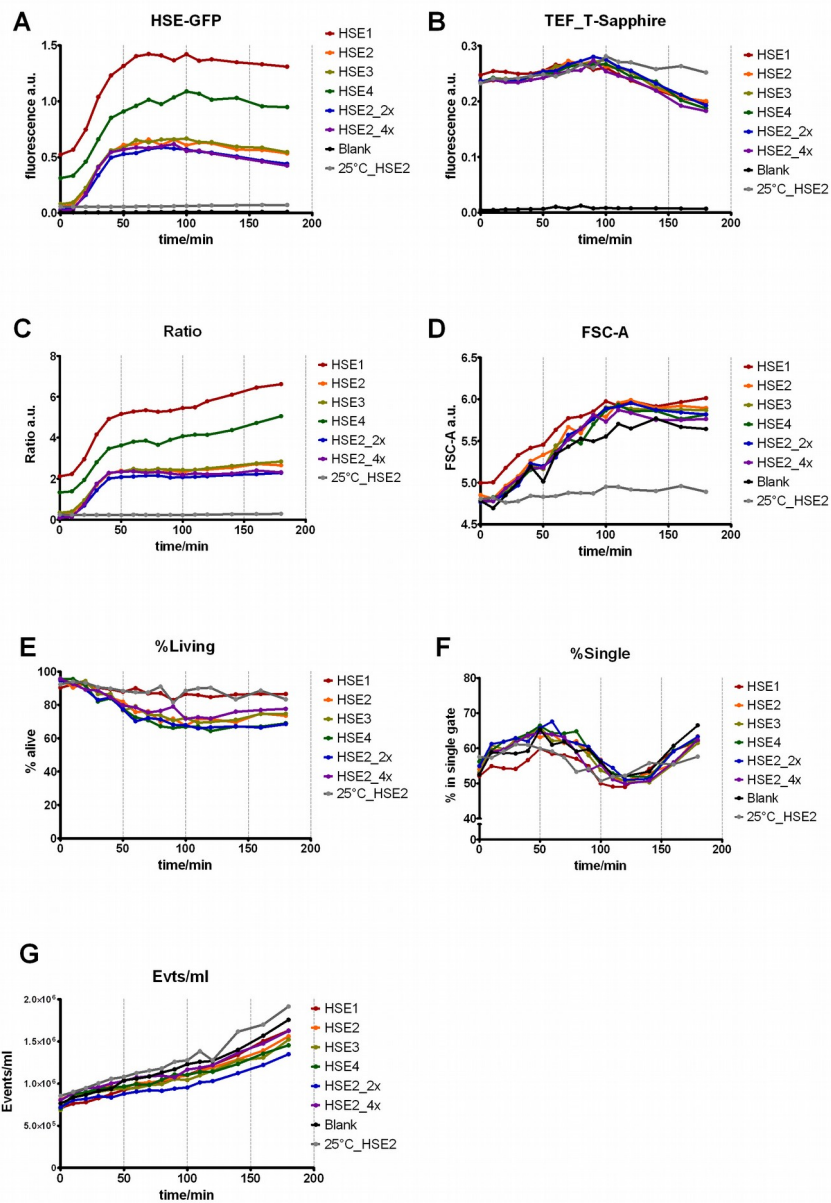 A
HSE-GFP
fluorescence a.u.
1.5
1.0
0.5
0.0
0
50
100
150
200
time/min
HSE1
HSE2
HSE3
HSE4
HSE2_2x
HSE2_4x
Blank
25°C_HSE2
B
TEF_T-Sapphire
fluorescence a.u.
0.3
0.2
0.1
0.0
0
50
100
150
200
time/min
HSE1
HSE2
HSE3
HSE4
HSE2_2x
HSE2_4x
Blank
25°C_HSE2
C
Ratio
Ratio a.u.
8
6
4
2
0
0
50
100
150
200
time/min
HSE1
HSE2
HSE3
HSE4
HSE2_2x
HSE2_4x
25°C_HSE2
D
FSC-A
FSC-A a.u.
6.5
6.0
5.5
5.0
4.5
0
50
100
150
200
time/min
HSE1
HSE2
HSE3
HSE4
HSE2_2x
HSE2_4x
Blank
25°C_HSE2
E
%Living
% alive
100
80
60
40
20
0
0
50
100
150
200
time/min
HSE1
HSE2
HSE3
HSE4
HSE2_2x
HSE2_4x
25°C_HSE2
F
%Single
% in single gate
80
70
60
50
40
0
0
50
100
150
200
time/min
HSE1
HSE2
HSE3
HSE4
HSE2_2x
HSE2_4x
Blank
25°C_HSE2
G
Evts/ml
Events/ml
2.0×10⁶
1.5×10⁶
1.0×10⁶
5.0×10⁵
0
0
50
100
150
200
time/min
HSE1
HSE2
HSE3
HSE4
HSE2_2x
HSE2_4x
Blank
25°C_HSE2